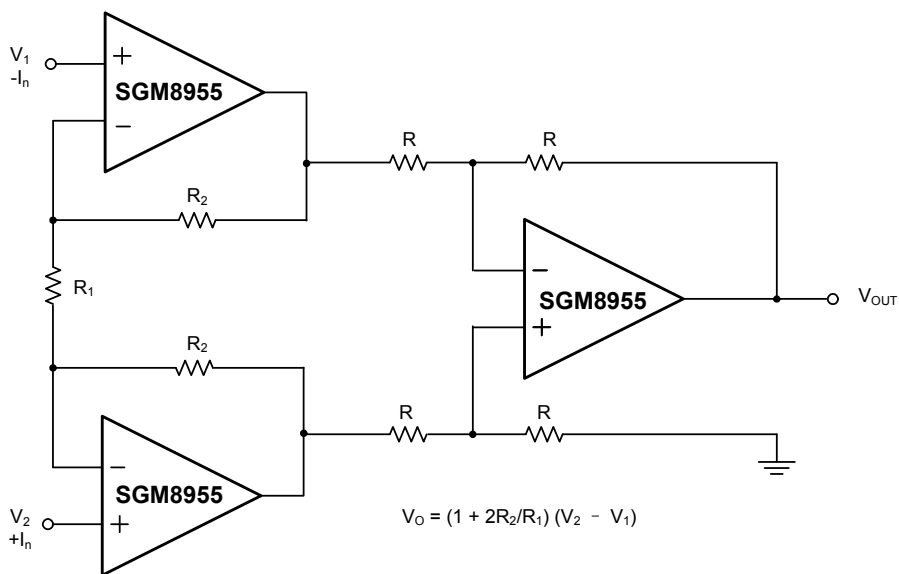 V₁
-Iₙ
+
SGM8955
−
R
R
R₂
R₁
−
SGM8955
+
VOUT
R₂
R
R
−
SGM8955
V₂
+Iₙ
+
VO = (1 + 2R₂/R₁) (V₂ − V₁)